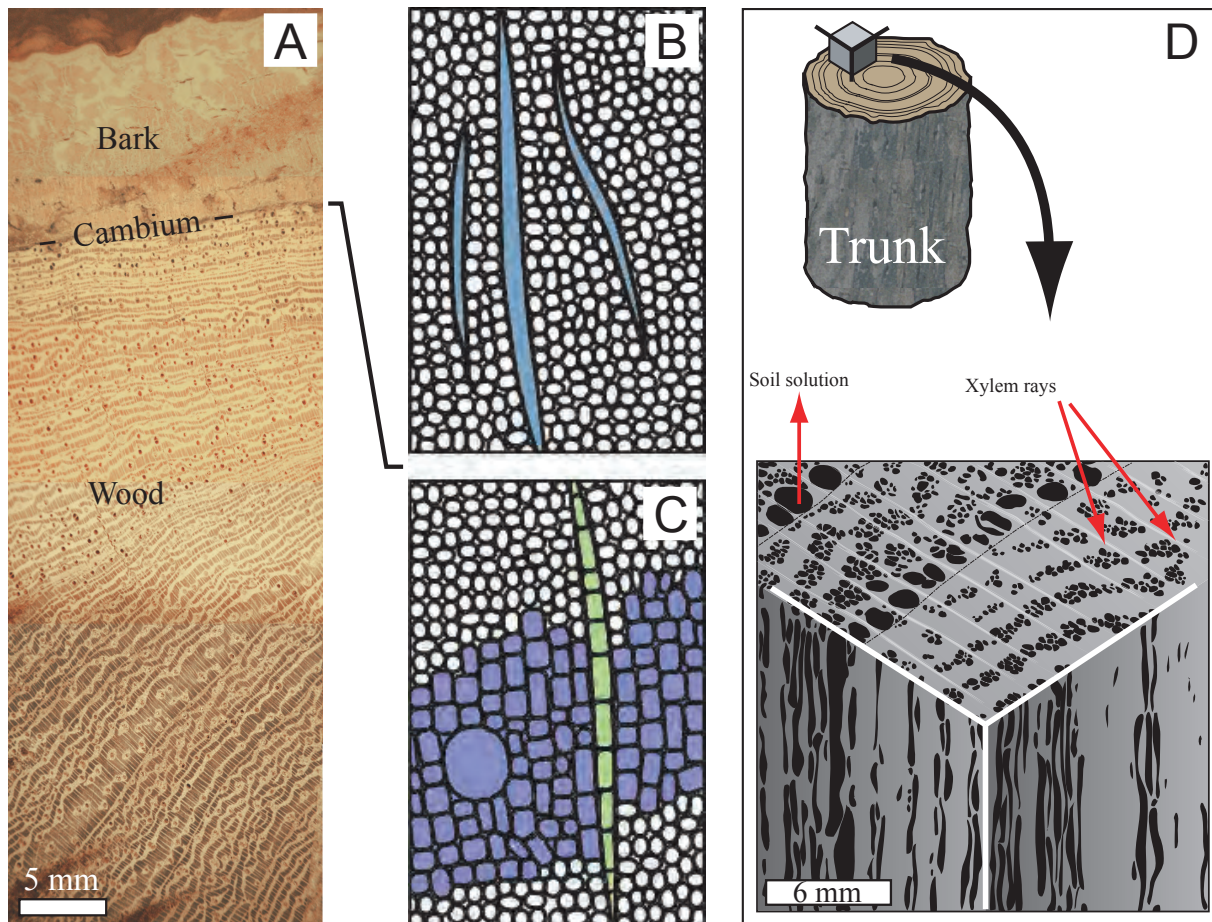 A
Bark
Cambium
Wood
5 mm
B
C
D
Trunk
Soil solution
Xylem rays
6 mm